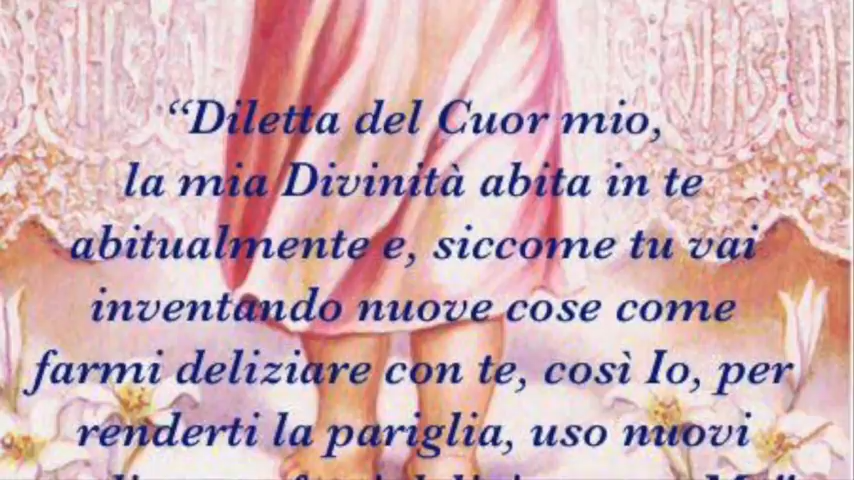 “Diletta del Cuor mio,
la mia Divinità abita in te
abitualmente e, siccome tu vai
inventando nuove cose come
farmi deliziare con te, così Io, per
renderti la pariglia, uso nuovi